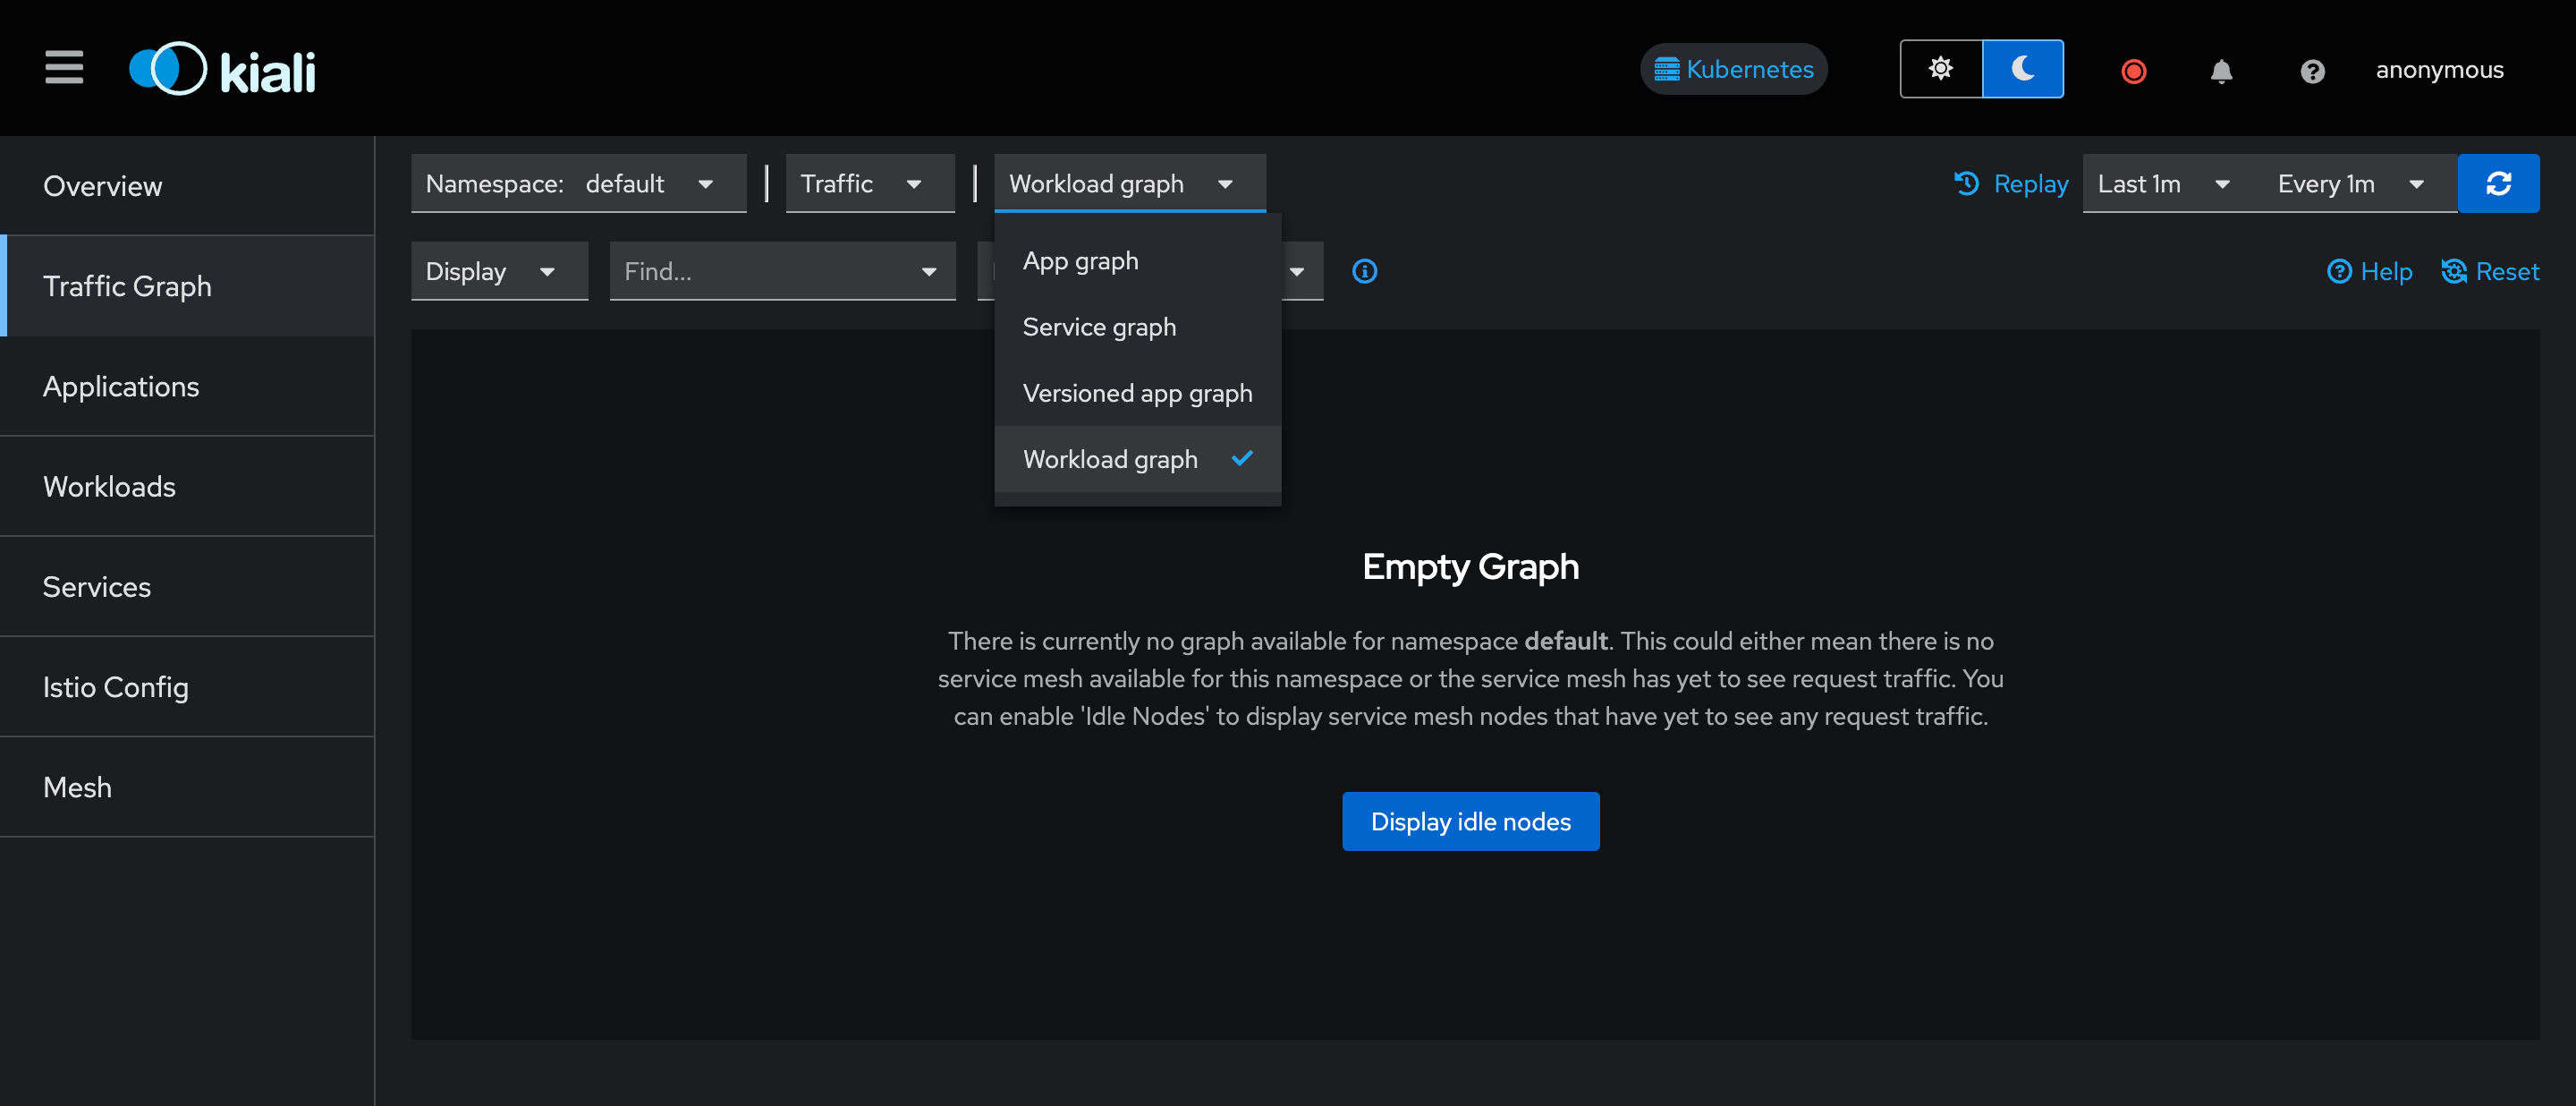 kiali
Kubernetes
anonymous
Overview
Traffic Graph
Applications
Workloads
Services
Istio Config
Mesh
Namespace: default
Traffic
Workload graph
Replay
Last 1m
Every 1m
Display
Find...
Help
Reset
App graph
Service graph
Versioned app graph
Workload graph
Empty Graph
There is currently no graph available for namespace default. This could either mean there is no
service mesh available for this namespace or the service mesh has yet to see request traffic. You
can enable 'Idle Nodes' to display service mesh nodes that have yet to see any request traffic.
Display idle nodes